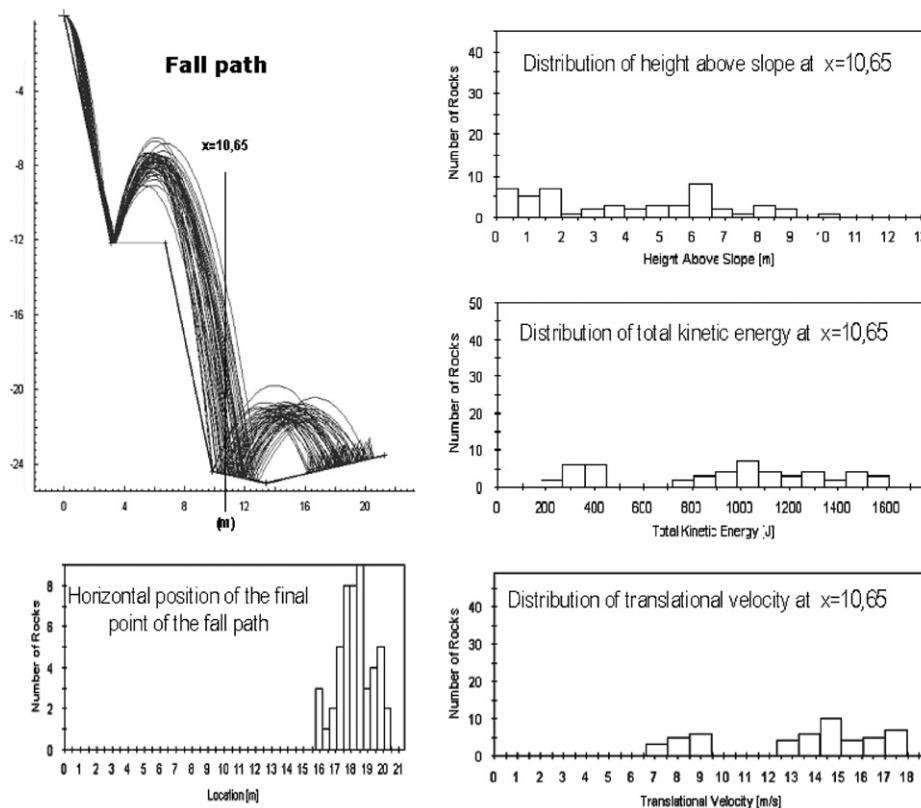 Fall path
x=10,65
-4
-8
-12
-16
-20
-24
0 4 8 12 16 20
(m)
Distribution of height above slope at x=10,65
Number of Rocks
40
30
20
10
0
0 1 2 3 4 5 6 7 8 9 10 11 12 13
Height Above Slope [m]
Distribution of total kinetic energy at x=10,65
Number of Rocks
50
40
30
20
10
0
0 200 400 600 800 1000 1200 1400 1600
Total Kinetic Energy [J]
Horizontal position of the final
point of the fall path
Number of Rocks
8
6
4
2
0
0 1 2 3 4 5 6 7 8 9 10 11 12 13 14 15 16 17 18 19 20 21
Location [m]
Distribution of translational velocity at x=10,65
Number of Rocks
40
30
20
10
0
0 1 2 3 4 5 6 7 8 9 10 11 12 13 14 15 16 17 18
Translational Velocity [m/s]